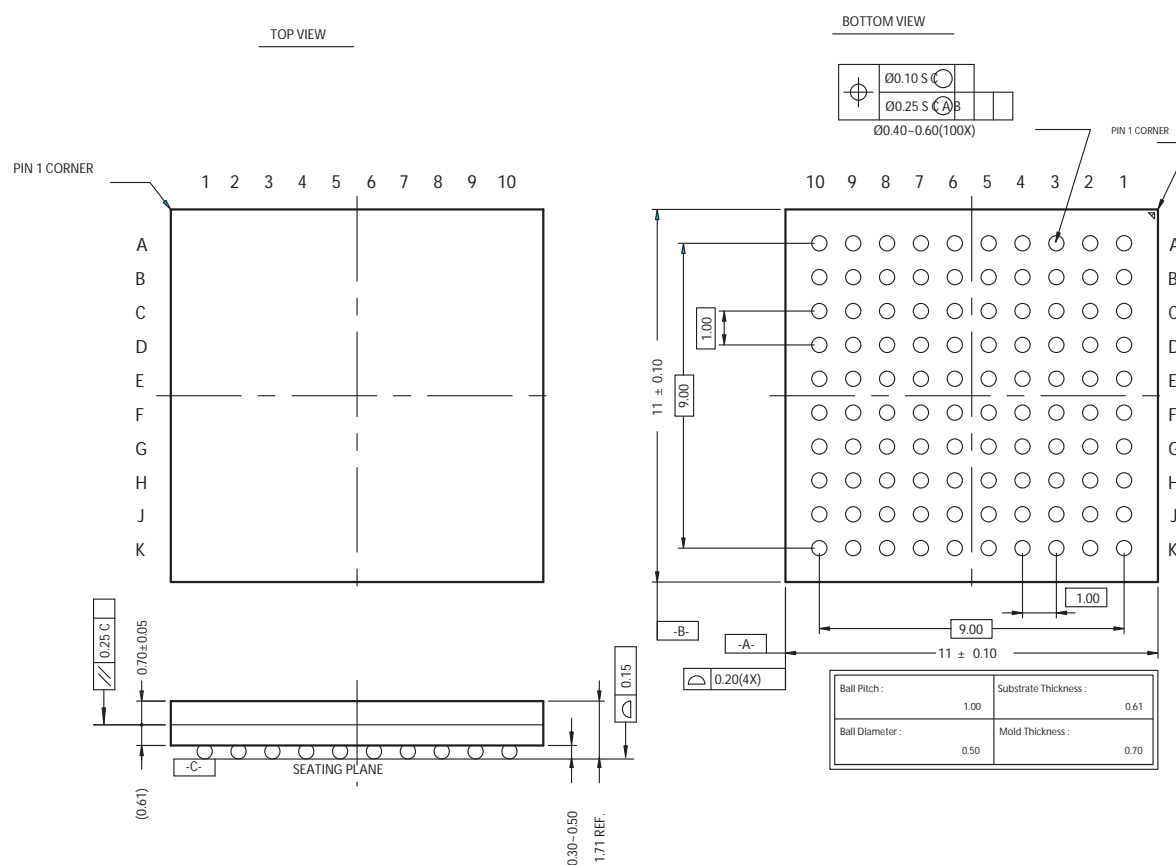 TOP VIEW
BOTTOM VIEW
Ø0.10 S C
Ø0.25 S C A B
Ø0.40~0.60(100X)
PIN 1 CORNER
PIN 1 CORNER
1 2 3 4 5 6 7 8 9 10
10 9 8 7 6 5 4 3 2 1
A
B
C
D
E
F
G
H
J
K
A
B
C
D
E
F
G
H
J
K
1.00
9.00
11 ± 0.10
1.00
9.00
11 ± 0.10
-B-
-A-
0.20(4X)
0.25 C
0.70±0.05
(0.61)
-C-
SEATING PLANE
0.15
0.30~0.50
1.71 REF.
Ball Pitch :
1.00
Substrate Thickness :
0.61
Ball Diameter :
0.50
Mold Thickness :
0.70